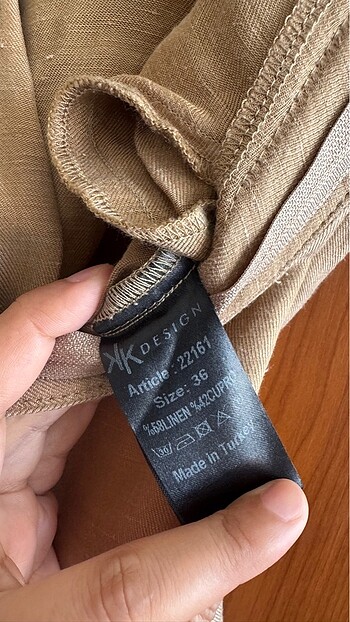 KK DESIGN
Article : 22161
Size: 36
%58LINEN %42CUPRO
Made in Turkey